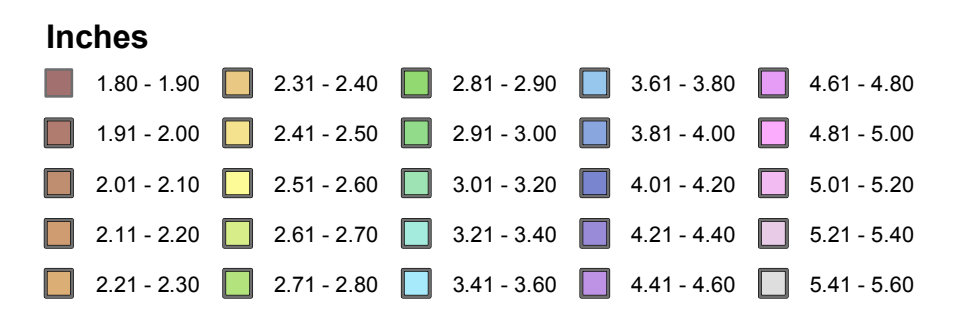 Inches
1.80 - 1.90 2.31 - 2.40 2.81 - 2.90 3.61 - 3.80 4.61 - 4.80
1.91 - 2.00 2.41 - 2.50 2.91 - 3.00 3.81 - 4.00 4.81 - 5.00
2.01 - 2.10 2.51 - 2.60 3.01 - 3.20 4.01 - 4.20 5.01 - 5.20
2.11 - 2.20 2.61 - 2.70 3.21 - 3.40 4.21 - 4.40 5.21 - 5.40
2.21 - 2.30 2.71 - 2.80 3.41 - 3.60 4.41 - 4.60 5.41 - 5.60